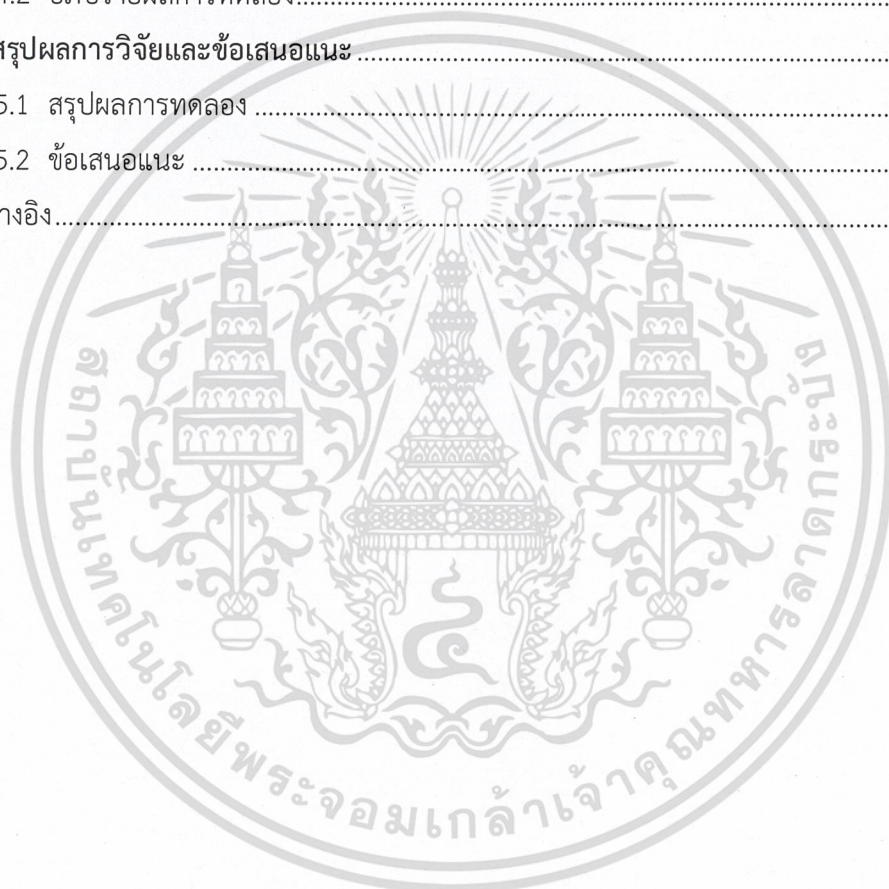 สรุปผลการวิจัยและข้อเสนอแนะ
5.1 สรุปผลการทดลอง
5.2 ข้อเสนอแนะ
างอิง
สถาบันเทคโนโลยีพระจอมเกล้าเจ้าคุณทหารลาดกระบัง